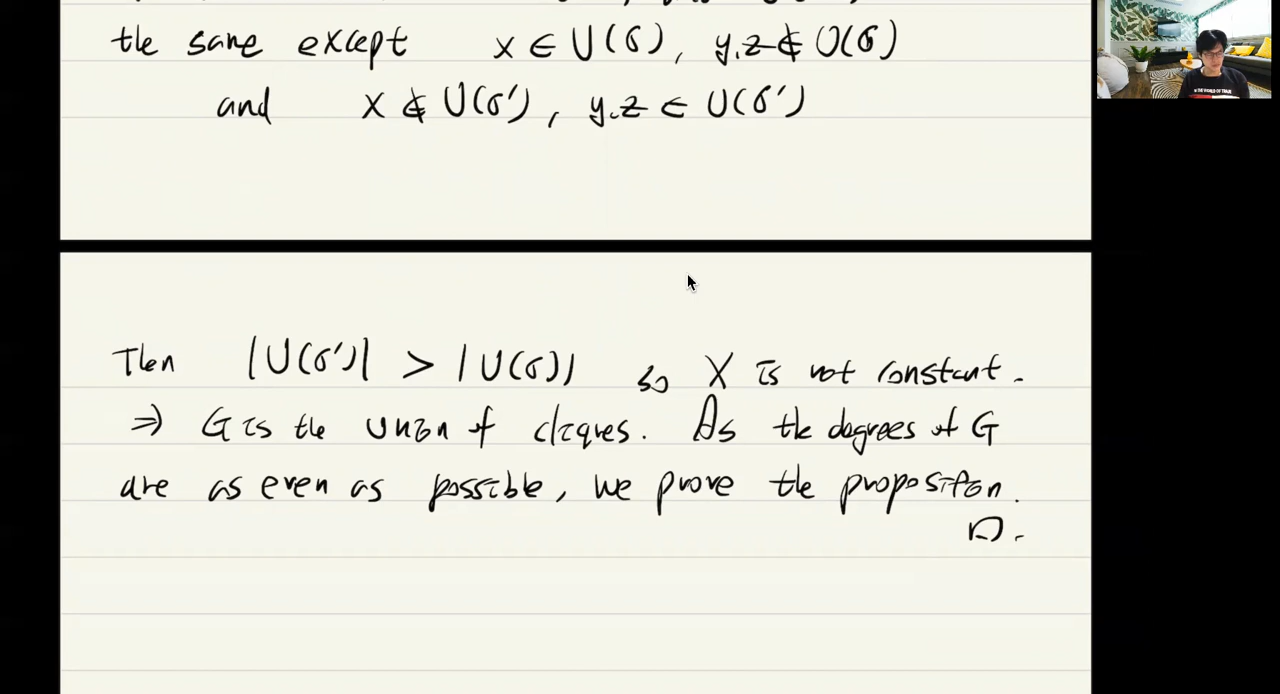 the same except x ∈ U(σ), y,z ∉ U(σ)
and x ∉ U(σ'), y,z ∈ U(σ')
Then |U(σ')| > |U(σ)| so X is not constant.
⇒ G is the union of cliques. As the degrees of G
are as even as possible, we prove the proposition.
□.